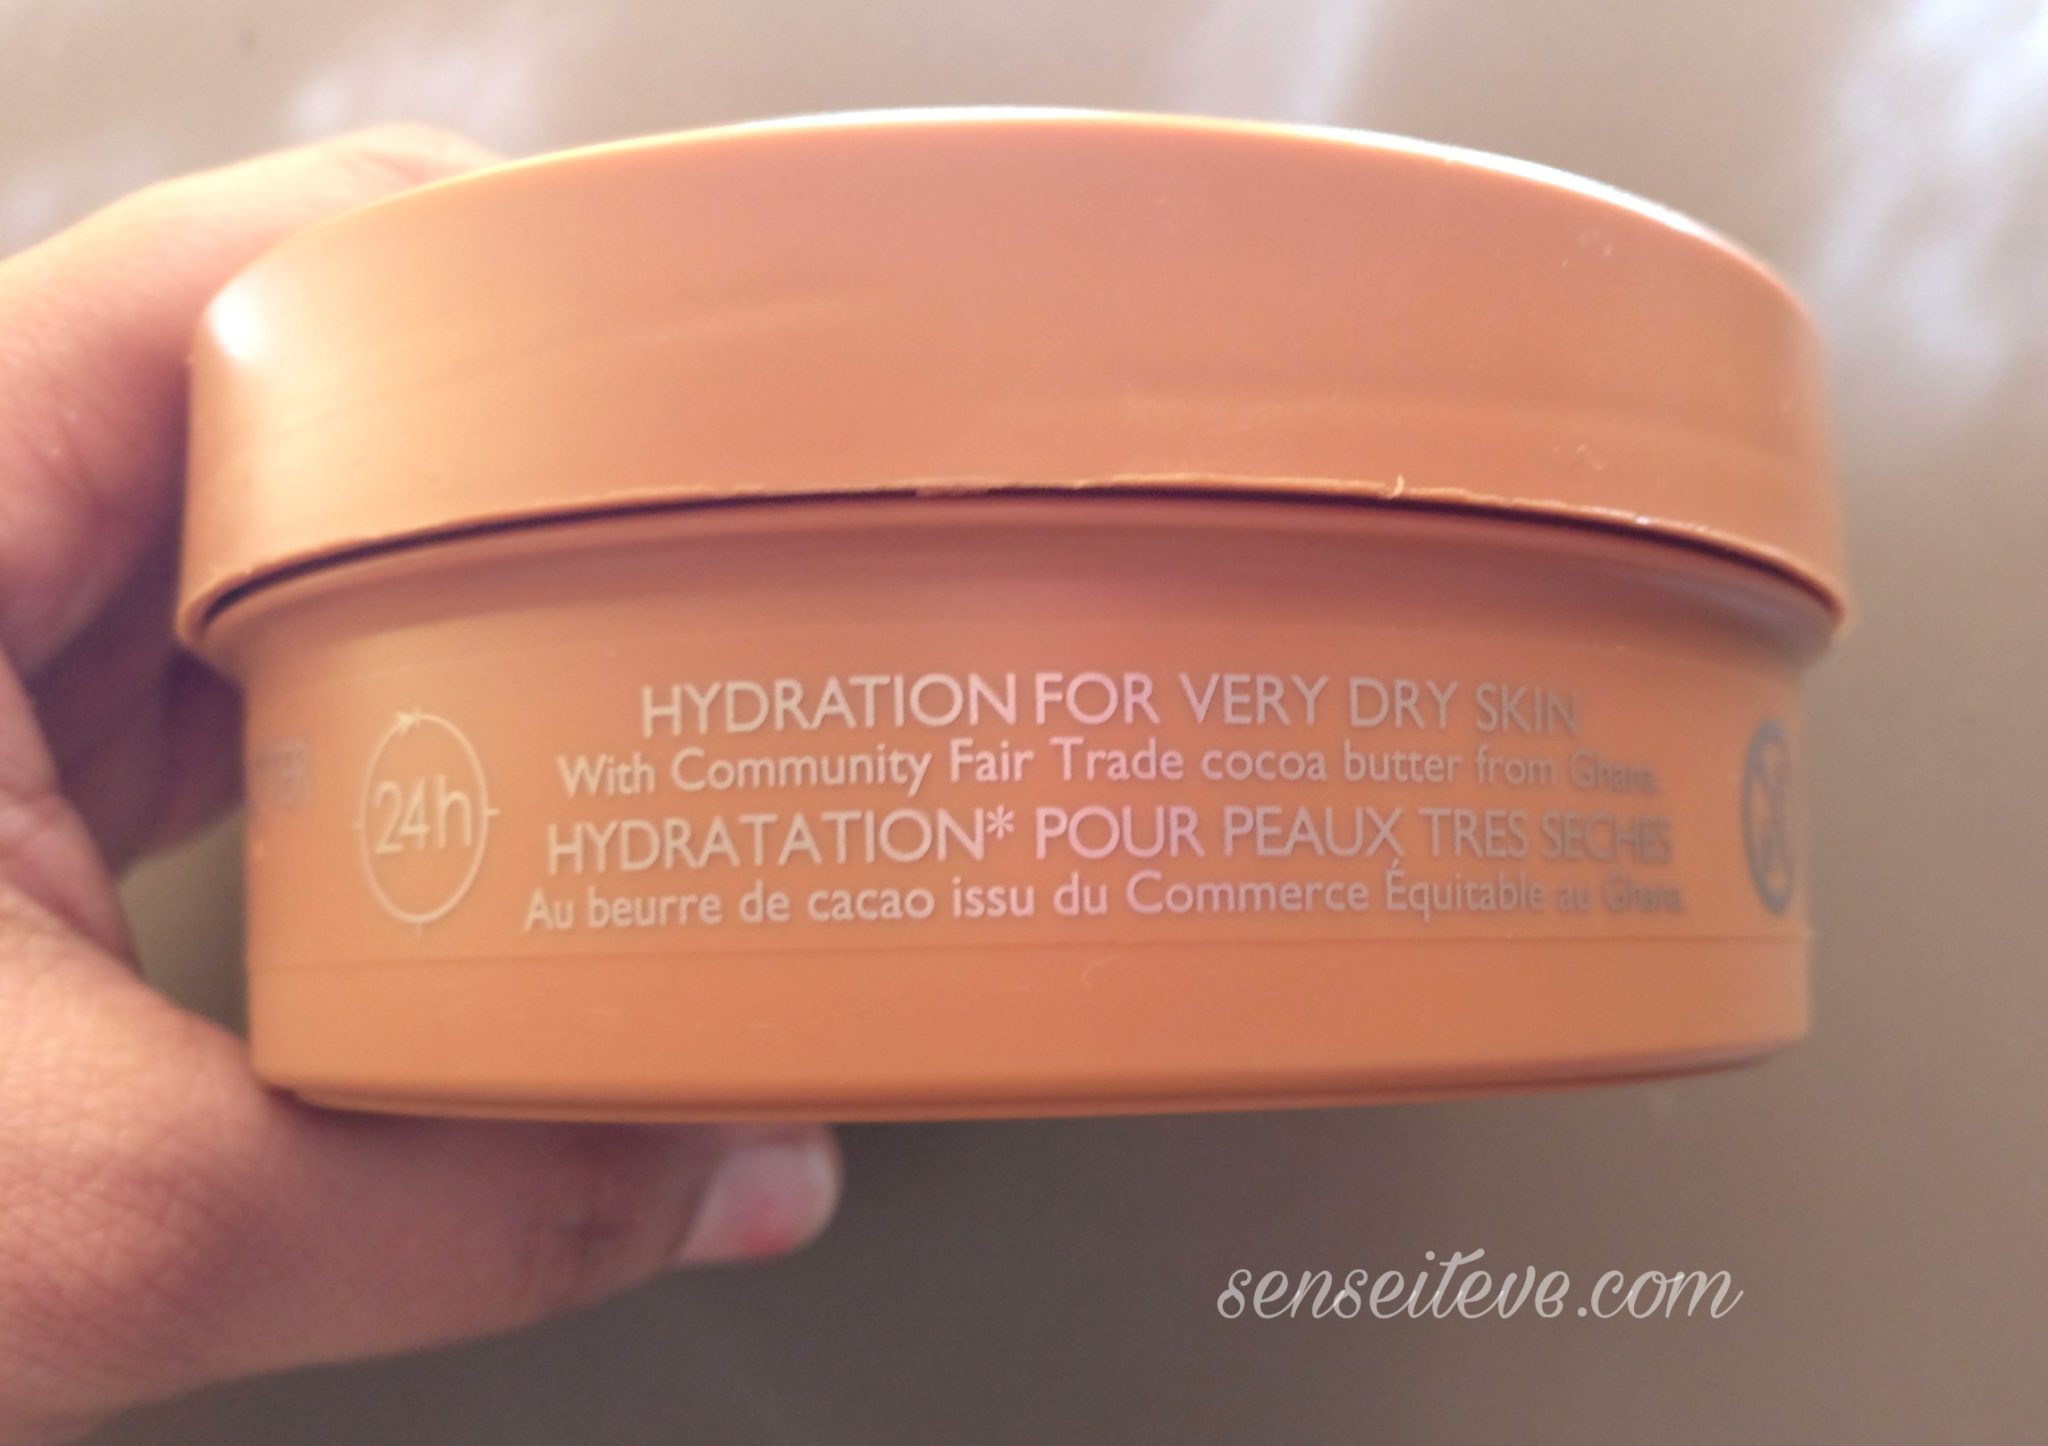 24h
HYDRATION FOR VERY DRY SKIN
With Community Fair Trade cocoa butter from Ghana.
HYDRATATION* POUR PEAUX TRES SECHES
Au beurre de cacao issu du Commerce Équitable au Ghana.
senseiteve.com